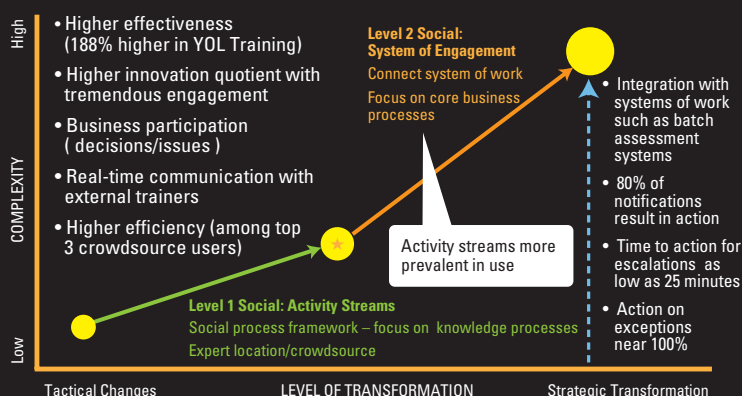 High
COMPLEXITY
Low
• Higher effectiveness
(188% higher in YOL Training)
• Higher innovation quotient with
tremendous engagement
• Business participation
( decisions/issues )
• Real-time communication with
external trainers
• Higher efficiency (among top
3 crowdsource users)
Level 2 Social:
System of Engagement
Connect system of work
Focus on core business
processes
Activity streams more
prevalent in use
Level 1 Social: Activity Streams
Social process framework – focus on knowledge processes
Expert location/crowdsource
• Integration with
systems of work
such as batch
assessment
systems
• 80% of
notifications
result in action
• Time to action for
escalations as
low as 25 minutes
• Action on
exceptions
near 100%
Tactical Changes
LEVEL OF TRANSFORMATION
Strategic Transformation